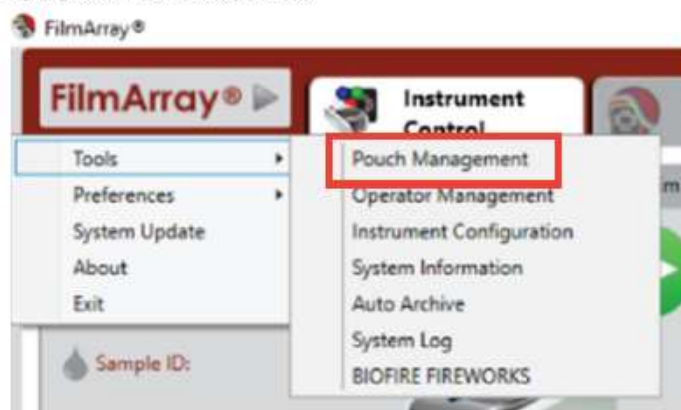 FilmArray®
FilmArray®
Instrument
Control
Tools
Pouch Management
Preferences
Operator Management
System Update
Instrument Configuration
About
System Information
Exit
Auto Archive
System Log
Sample ID:
BIOFIRE FIREWORKS